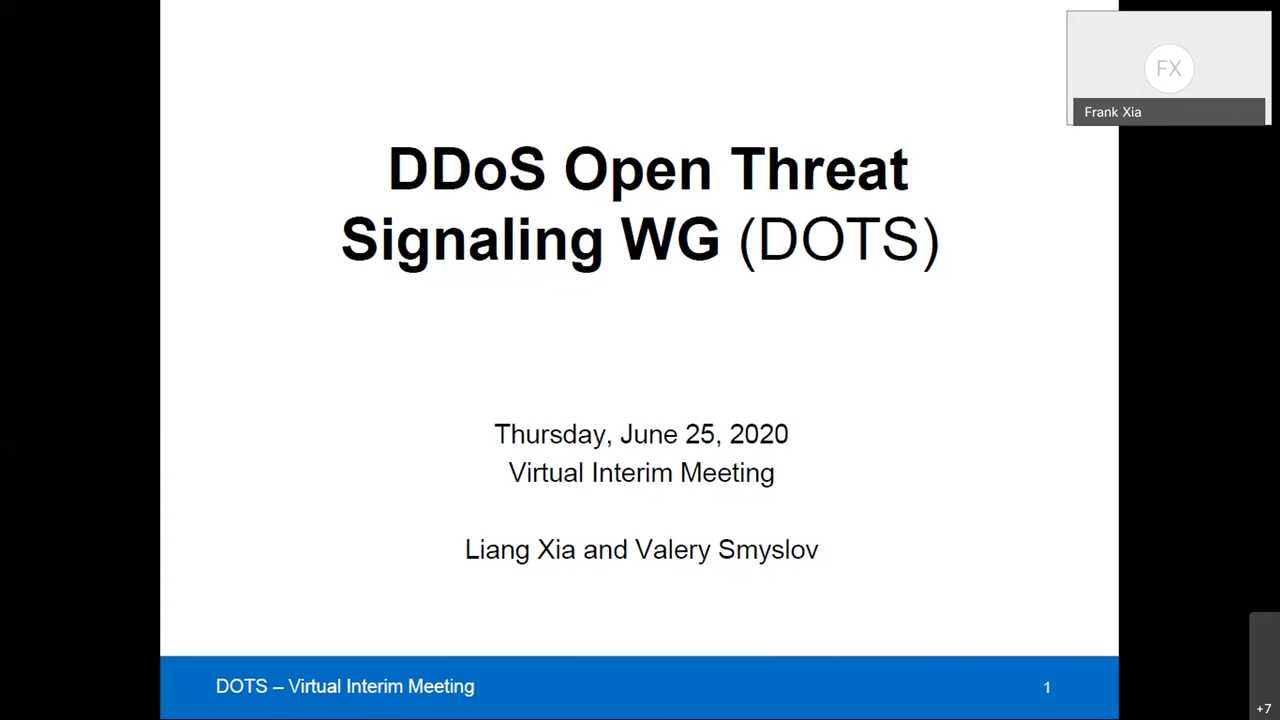 FX
Frank Xia
DDoS Open Threat
Signaling WG (DOTS)
Thursday, June 25, 2020
Virtual Interim Meeting
Liang Xia and Valery Smyslov
DOTS – Virtual Interim Meeting
1
+7